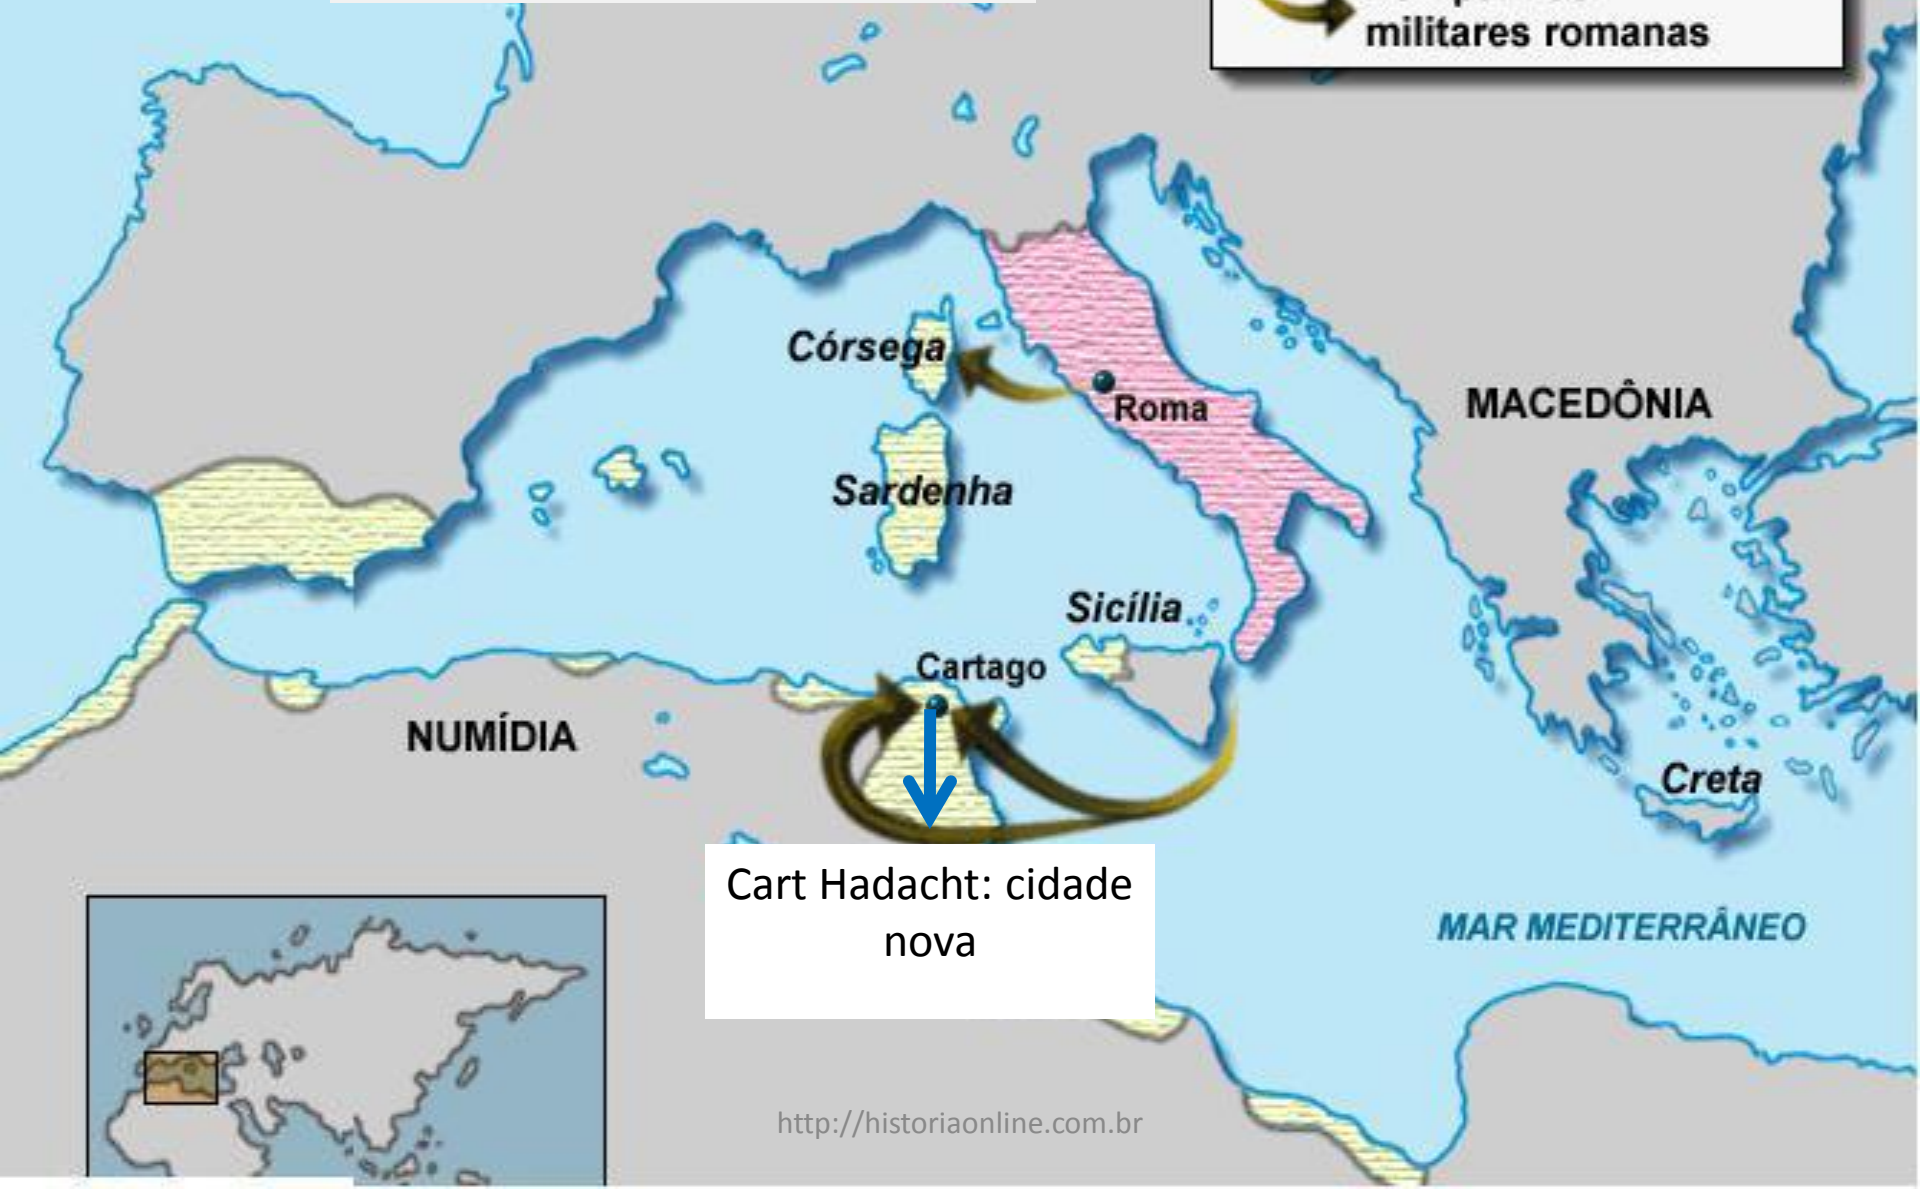 militares romanas
Córsega
Roma
MACEDÔNIA
Sardenha
Sicília
Cartago
NUMÍDIA
Creta
Cart Hadacht: cidade
nova
MAR MEDITERRÂNEO
http://historiaonline.com.br